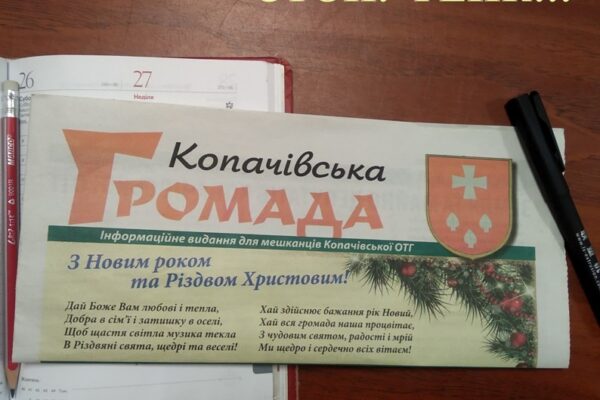 26
27
Неділя
Копачівська
Громада
Інформаційне видання для мешканців Копачівської ОТГ
З Новим роком
та Різдвом Христовим!
Дай Боже Вам любові і тепла,
Добра в сім'ї і затишку в оселі,
Щоб щастя світла музика текла
В Різдвяні свята, щедрі та веселі!
Хай здійснює бажання рік Новий,
Хай вся громада наша процвітає,
З чудовим святом, радості і мрій
Ми щедро і сердечно всіх вітаєм!